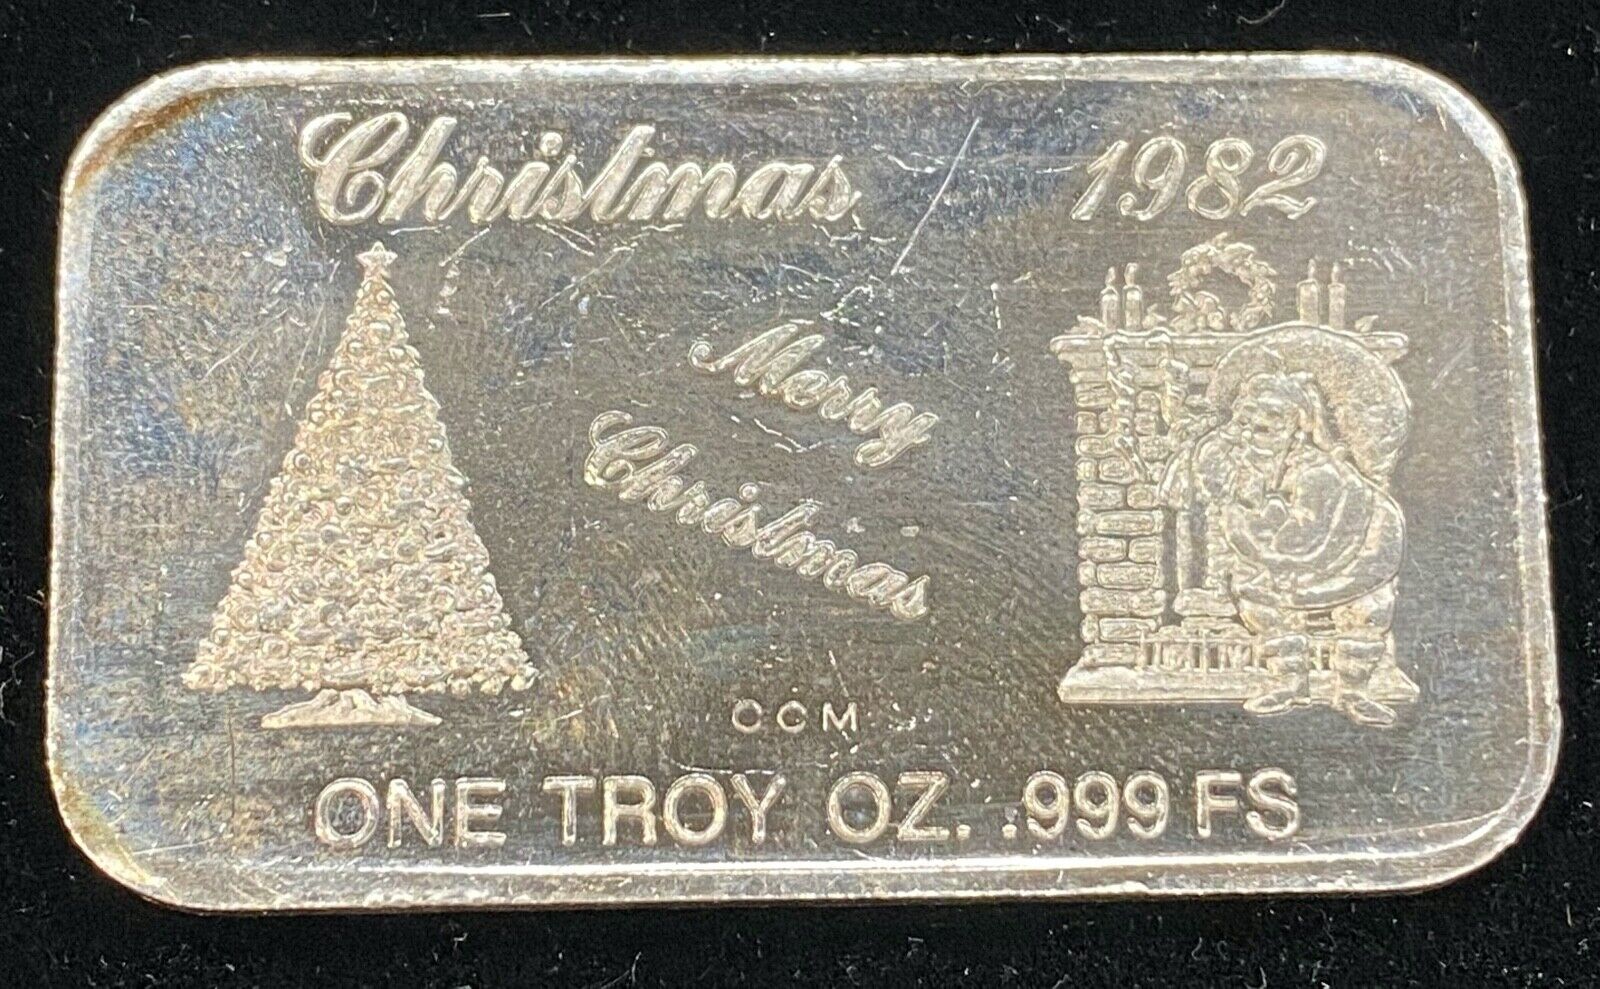 Christmas 1982
Merry
Christmas
CCM
ONE TROY OZ. .999 FS